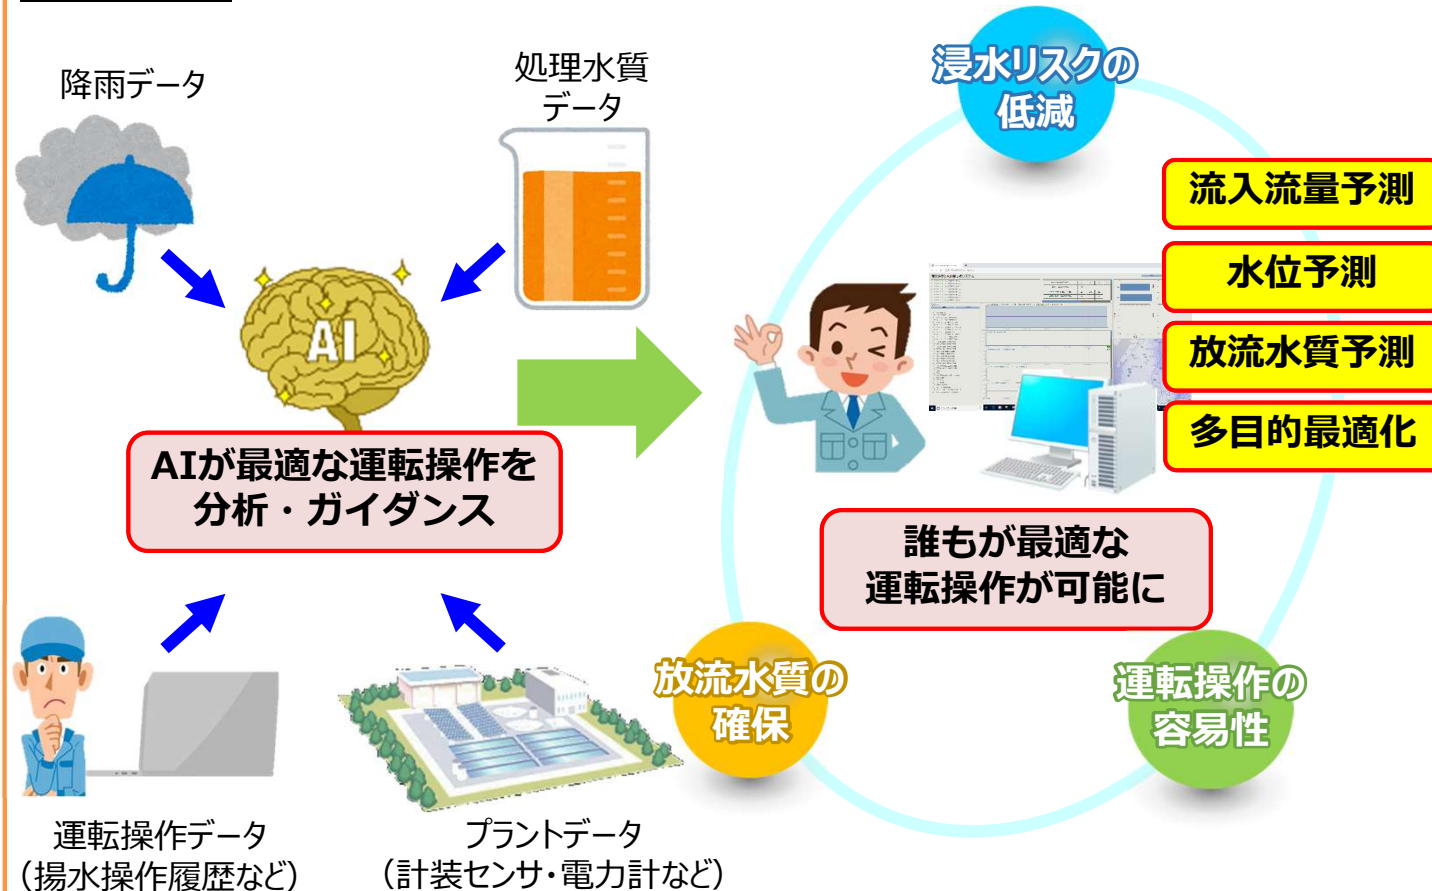 降雨データ
処理水質
データ
AI
AIが最適な運転操作を
分析・ガイダンス
運転操作データ
（揚水操作履歴など）
プラントデータ
（計装センサ・電力計など）
浸水リスクの
低減
流入流量予測
水位予測
放流水質予測
多目的最適化
誰もが最適な
運転操作が可能に
放流水質の
確保
運転操作の
容易性